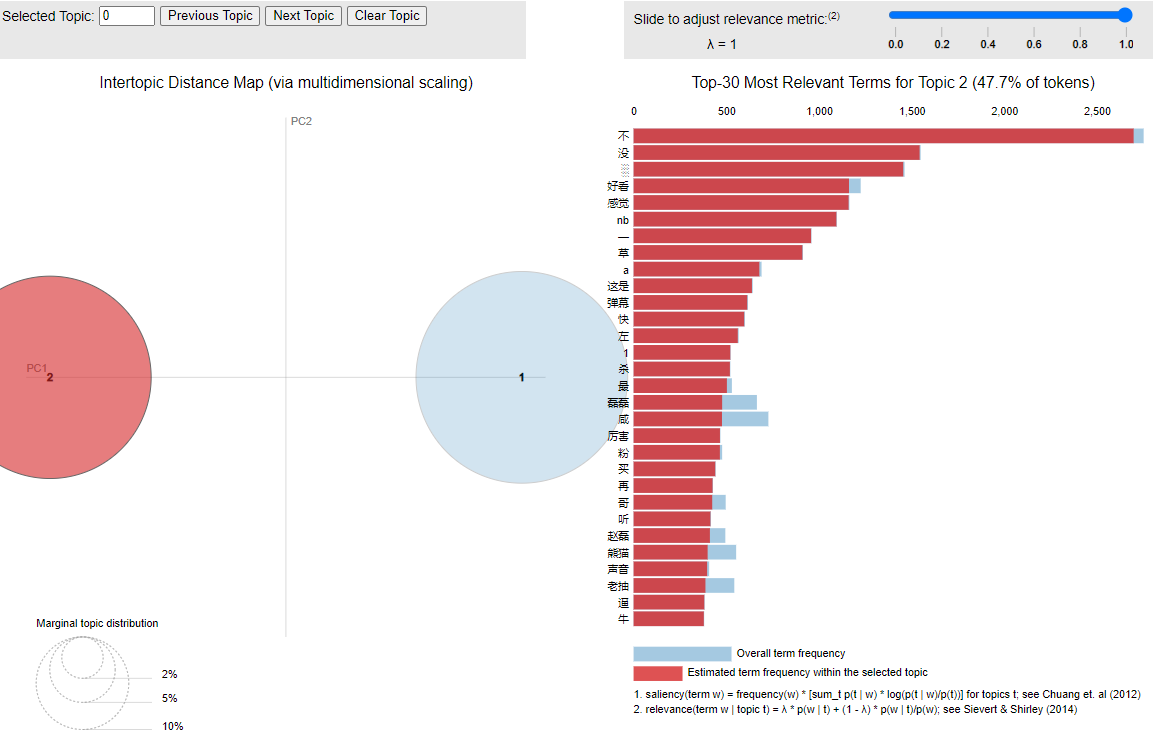 Selected Topic: 0 Previous Topic Next Topic Clear Topic
Slide to adjust relevance metric:(2)
λ = 1
0.0 0.2 0.4 0.6 0.8 1.0
Intertopic Distance Map (via multidimensional scaling)
PC2
PC1
2
1
Marginal topic distribution
2%
5%
10%
Top-30 Most Relevant Terms for Topic 2 (47.7% of tokens)
0 500 1,000 1,500 2,000 2,500
不
没
好看
感觉
nb
一
草
a
这是
弹幕
快
左
1
杀
最
磊磊
咸
厉害
粉
买
再
哥
听
赵磊
熊猫
声音
老抽
逼
牛
Overall term frequency
Estimated term frequency within the selected topic
1. saliency(term w) = frequency(w) * [sum_t p(t | w) * log(p(t | w)/p(t))] for topics t; see Chuang et. al (2012)
2. relevance(term w | topic t) = λ * p(w | t) + (1 - λ) * p(w | t)/p(w); see Sievert & Shirley (2014)